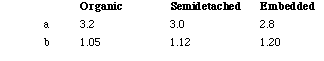 Organic Semidetached Embedded
a 3.2 3.0 2.8
b 1.05 1.12 1.20